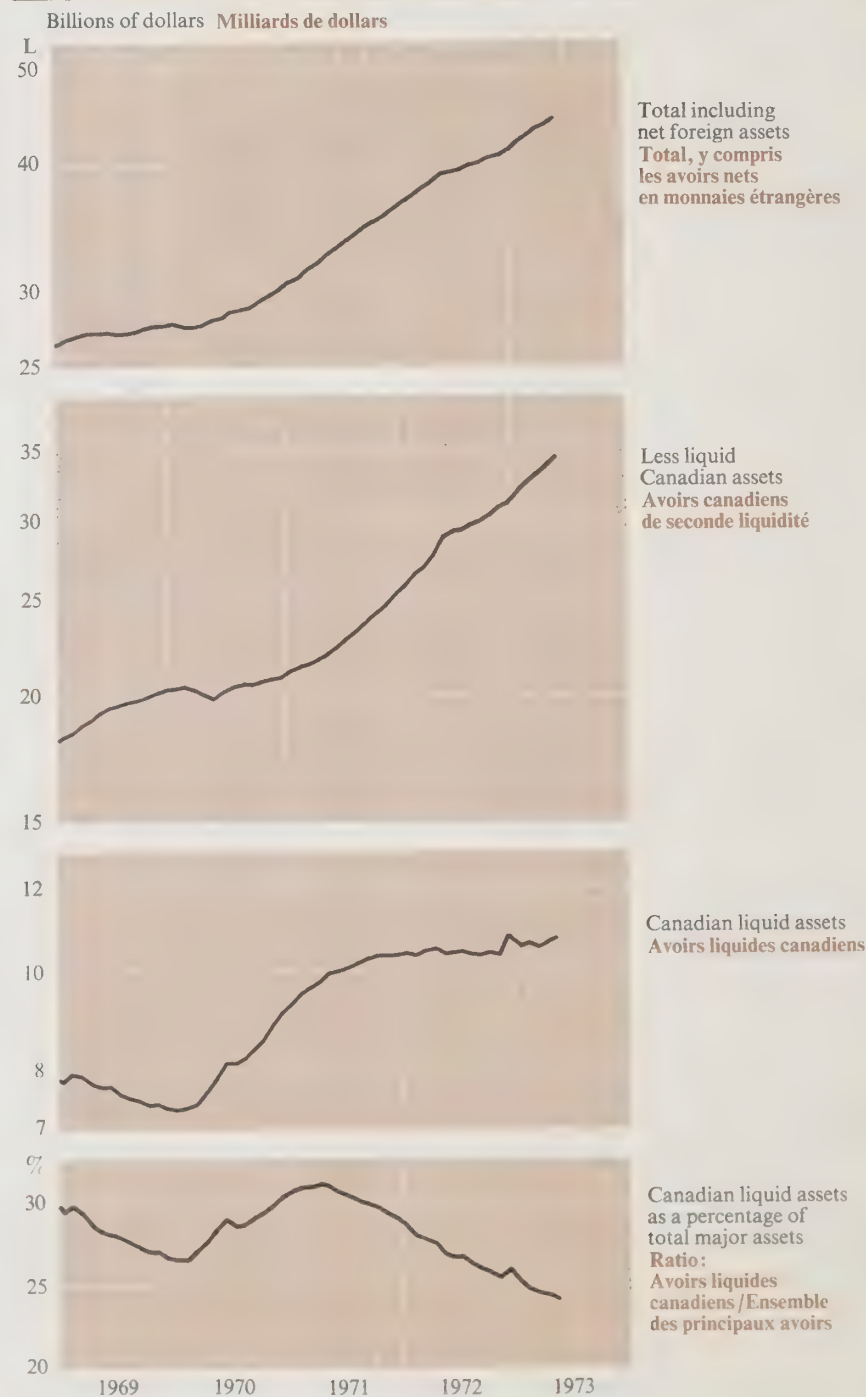 Billions of dollars Milliards de dollars
L
50
40
30
25
Total including
net foreign assets
Total, y compris
les avoirs nets
en monnaies étrangères
35
30
25
20
15
Less liquid
Canadian assets
Avoirs canadiens
de seconde liquidité
12
10
8
7
Canadian liquid assets
Avoirs liquides canadiens
%
30
25
20
Canadian liquid assets
as a percentage of
total major assets
Ratio:
Avoirs liquides
canadiens/Ensemble
des principaux avoirs
1969 1970 1971 1972 1973